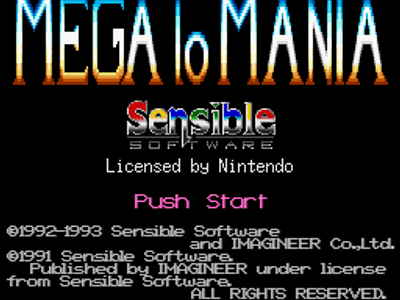 MEGA lo MANIA
Sensible
SOFTWARE
Licensed by Nintendo
Push Start
©1992-1993 Sensible Software
and IMAGINEER Co.,Ltd.
©1991 Sensible Software.
Published by IMAGINEER under license
from Sensible Software.
ALL RIGHTS RESERVED.